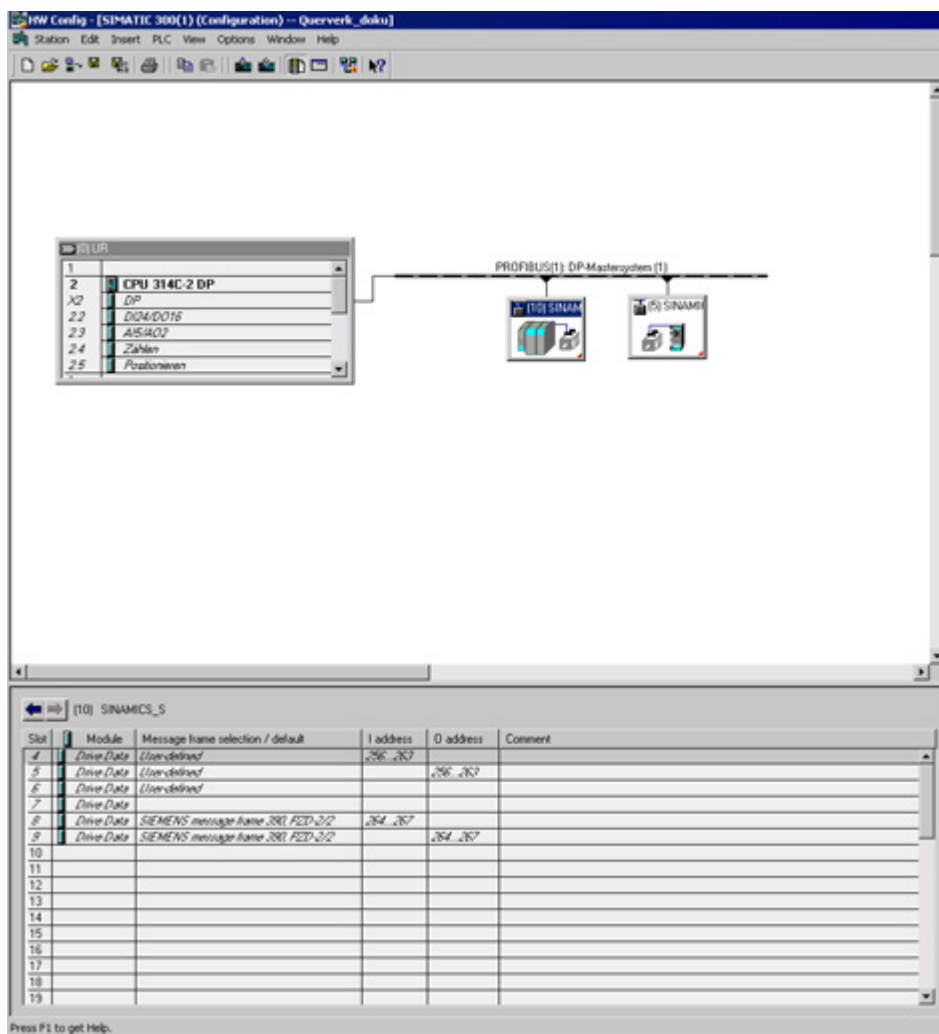 HW Config - [SIMATIC 300(1) (Configuration) -- Querverk_doku]
Station Edit Insert PLC View Options Window Help
(0) UR
1
2 CPU 314C-2 DP
X2 DP
2.2 DI24/DO16
2.3 AI5/AO2
2.4 Zählen
2.5 Positionieren
PROFIBUS(1): DP-Mastersystem (1)
(10) SINAM
(5) SINAMI
(10) SINAMICS_S
Slot Module Message frame selection / default I address O address Comment
4 Drive Data User-defined 256...263
5 Drive Data User-defined 256...263
6 Drive Data User-defined
7 Drive Data
8 Drive Data SIEMENS message frame 390, PZD-2/2 264...267
9 Drive Data SIEMENS message frame 390, PZD-2/2 264...267
10
11
12
13
14
15
16
17
18
19
Press F1 to get Help.